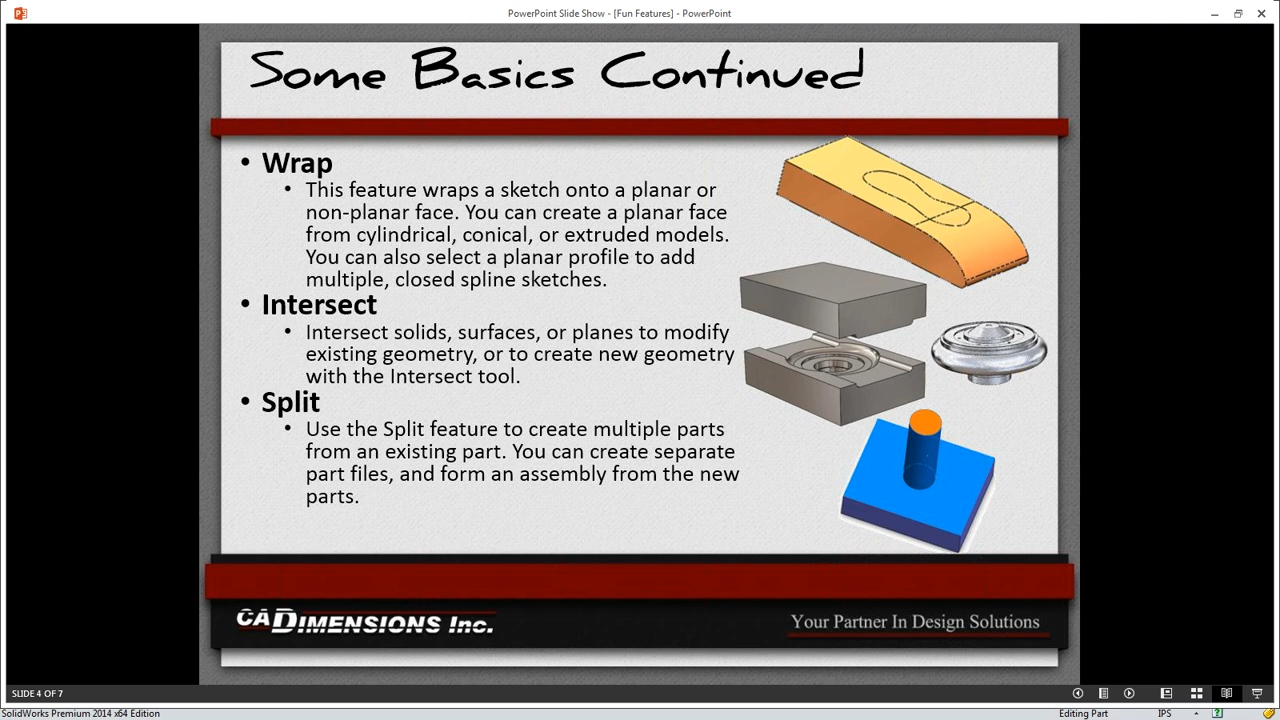 PowerPoint Slide Show - [Fun Features] - PowerPoint
Some Basics Continued
• Wrap
• This feature wraps a sketch onto a planar or
non-planar face. You can create a planar face
from cylindrical, conical, or extruded models.
You can also select a planar profile to add
multiple, closed spline sketches.
• Intersect
• Intersect solids, surfaces, or planes to modify
existing geometry, or to create new geometry
with the Intersect tool.
• Split
• Use the Split feature to create multiple parts
from an existing part. You can create separate
part files, and form an assembly from the new
parts.
CADimensions Inc.
Your Partner In Design Solutions
SLIDE 4 OF 7
SolidWorks Premium 2014 x64 Edition
Editing Part
IPS